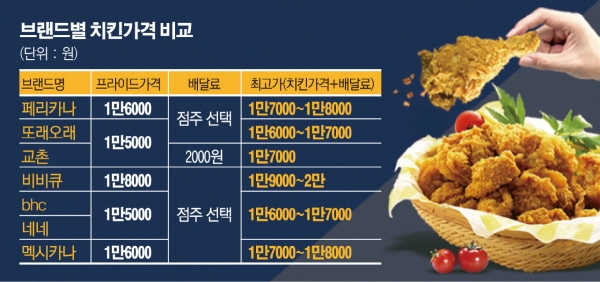 브랜드별 치킨가격 비교
(단위 : 원)
브랜드명 프라이드가격 배달료 최고가(치킨가격+배달료)
페리카나 1만6000 점주 선택 1만7000~1만8000
또래오래 1만5000 1만6000~1만7000
교촌 2000원 1만7000
비비큐 1만8000 점주 선택 1만9000~2만
bhc 1만5000 1만6000~1만7000
네네
멕시카나 1만6000 1만7000~1만8000